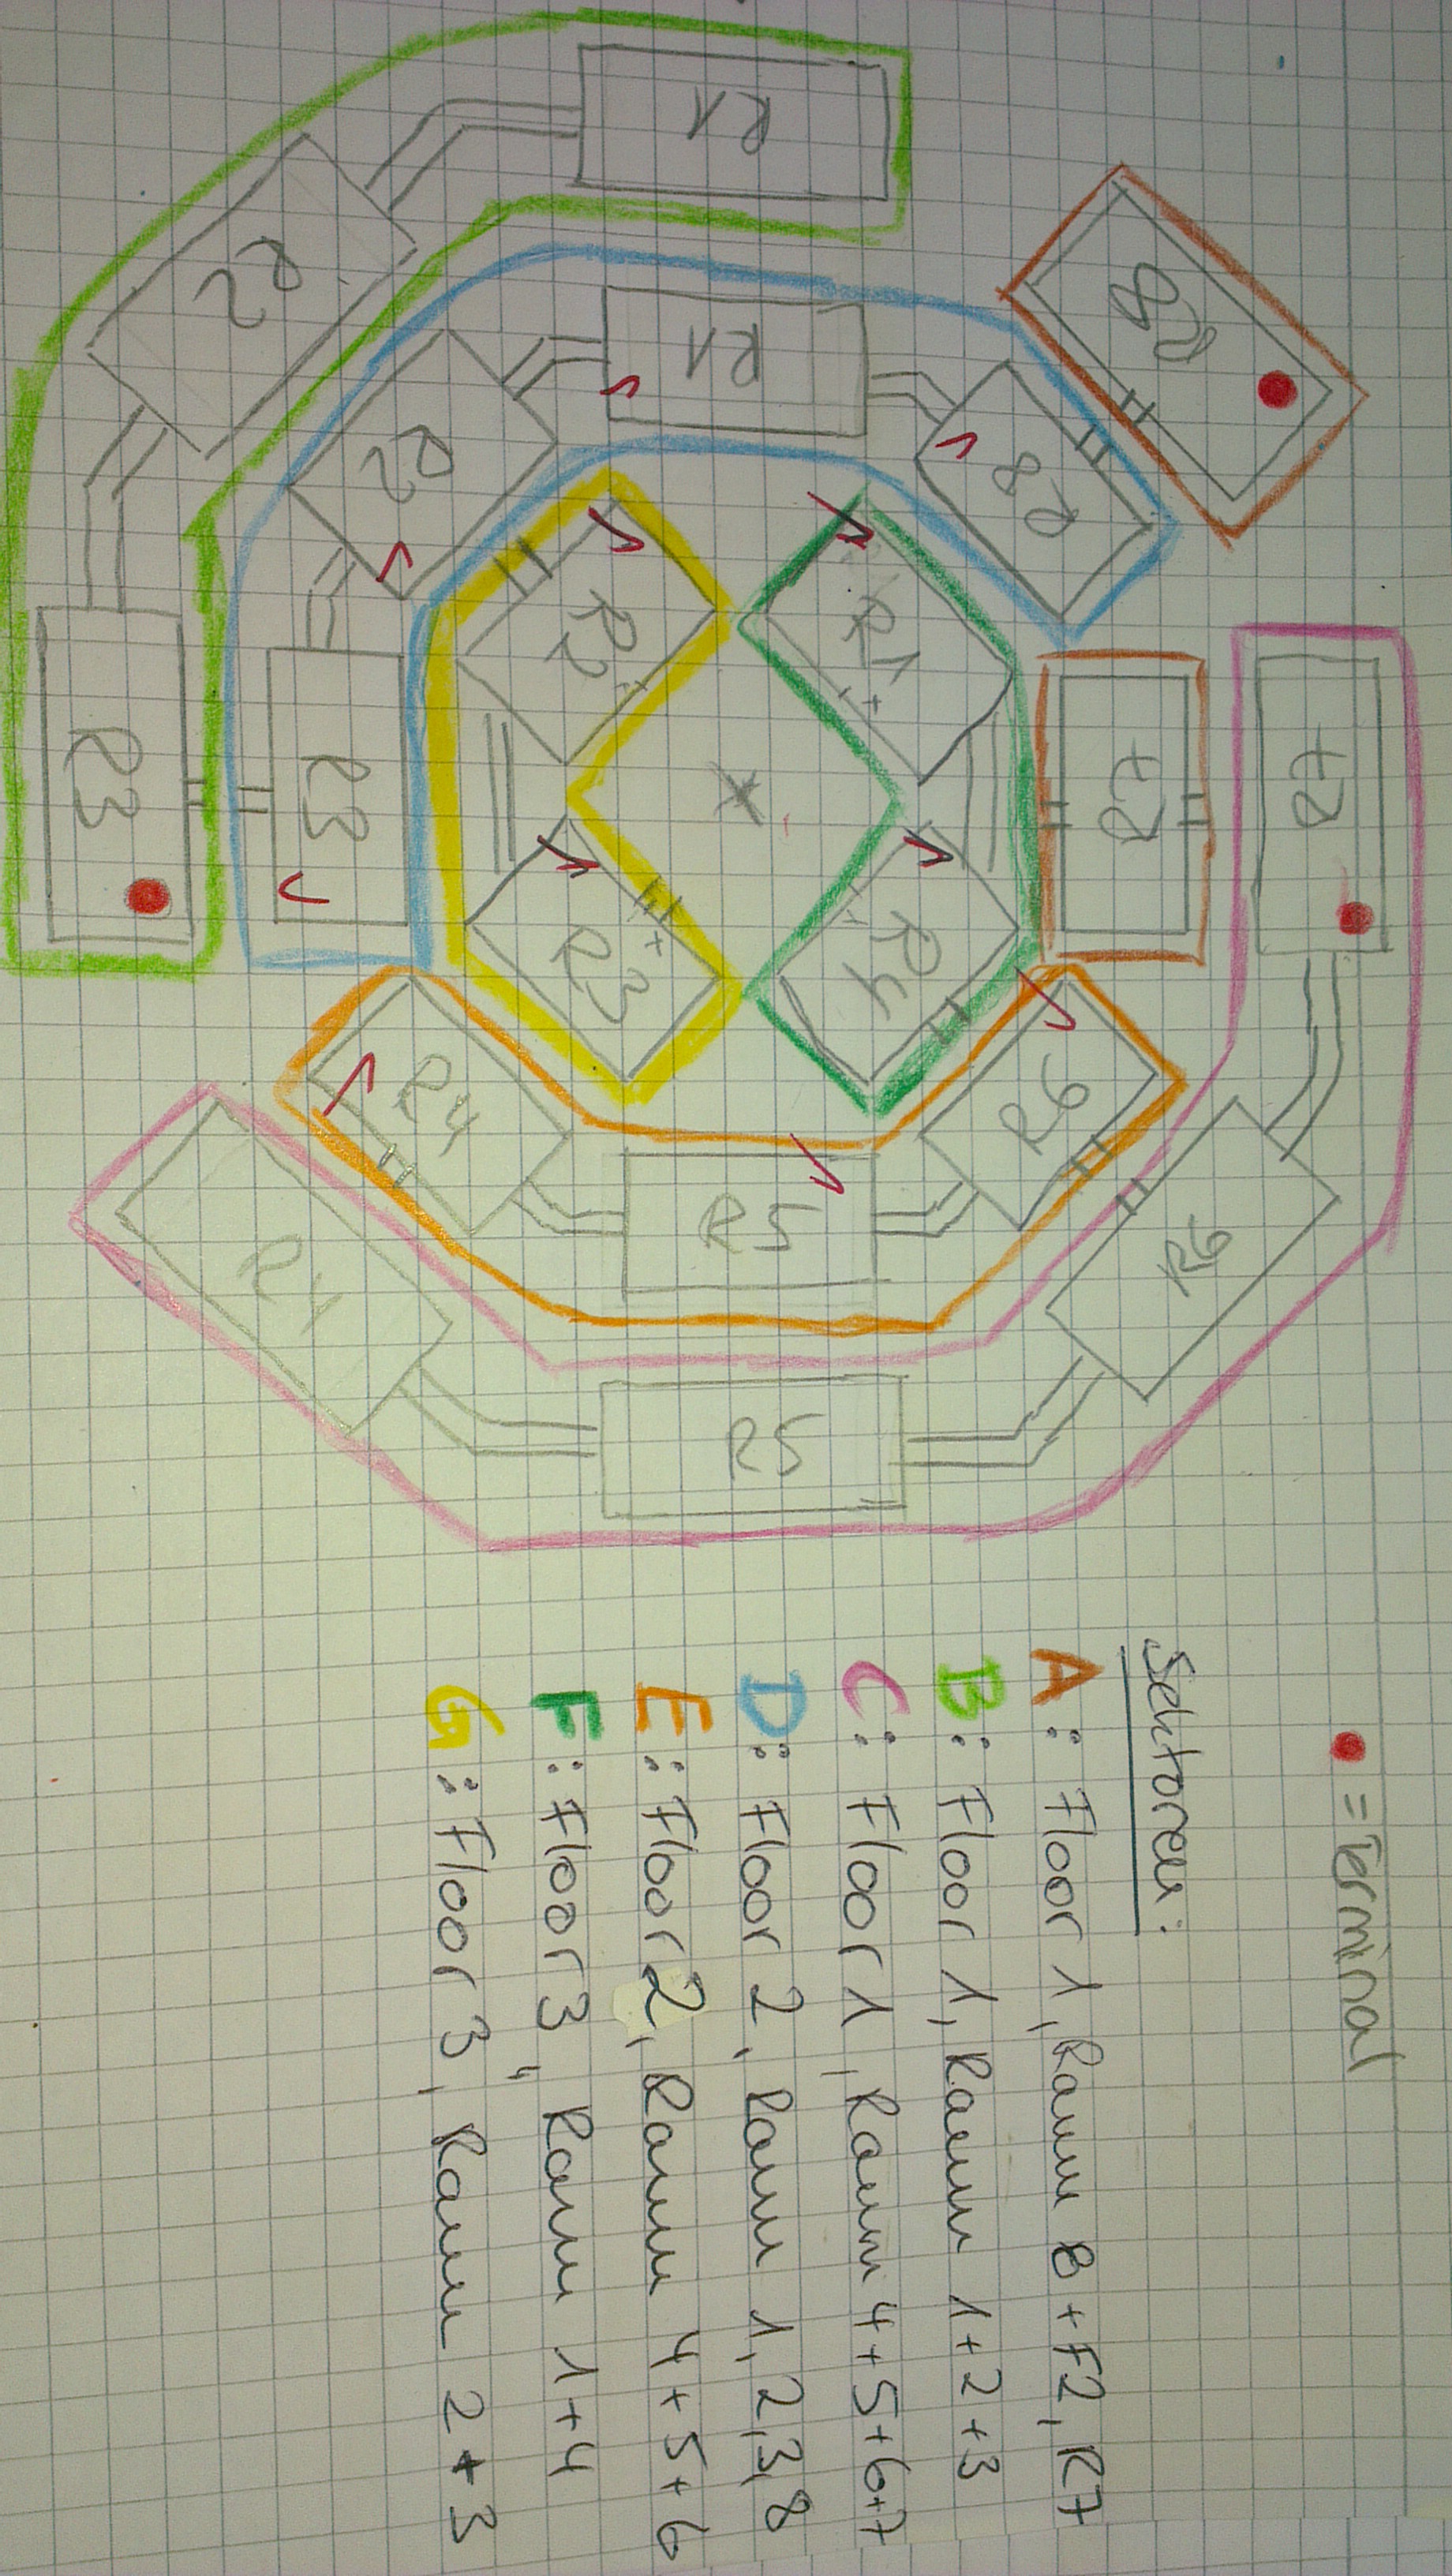 R1
R2
R3
R1
R2
R3
R8
R8
R7
R7
R2
R1
R3
R4
R4
R5
R6
R4
R5
R6
= Terminal
Sektoren:
A: Floor 1, Raum 8 + F2, R7
B: Floor 1, Raum 1+2+3
C: Floor 1, Raum 4+5+6+7
D: Floor 2, Raum 1,2,3,8
E: Floor 2, Raum 4+5+6
F: Floor 3, Raum 1+4
G: Floor 3, Raum 2+3